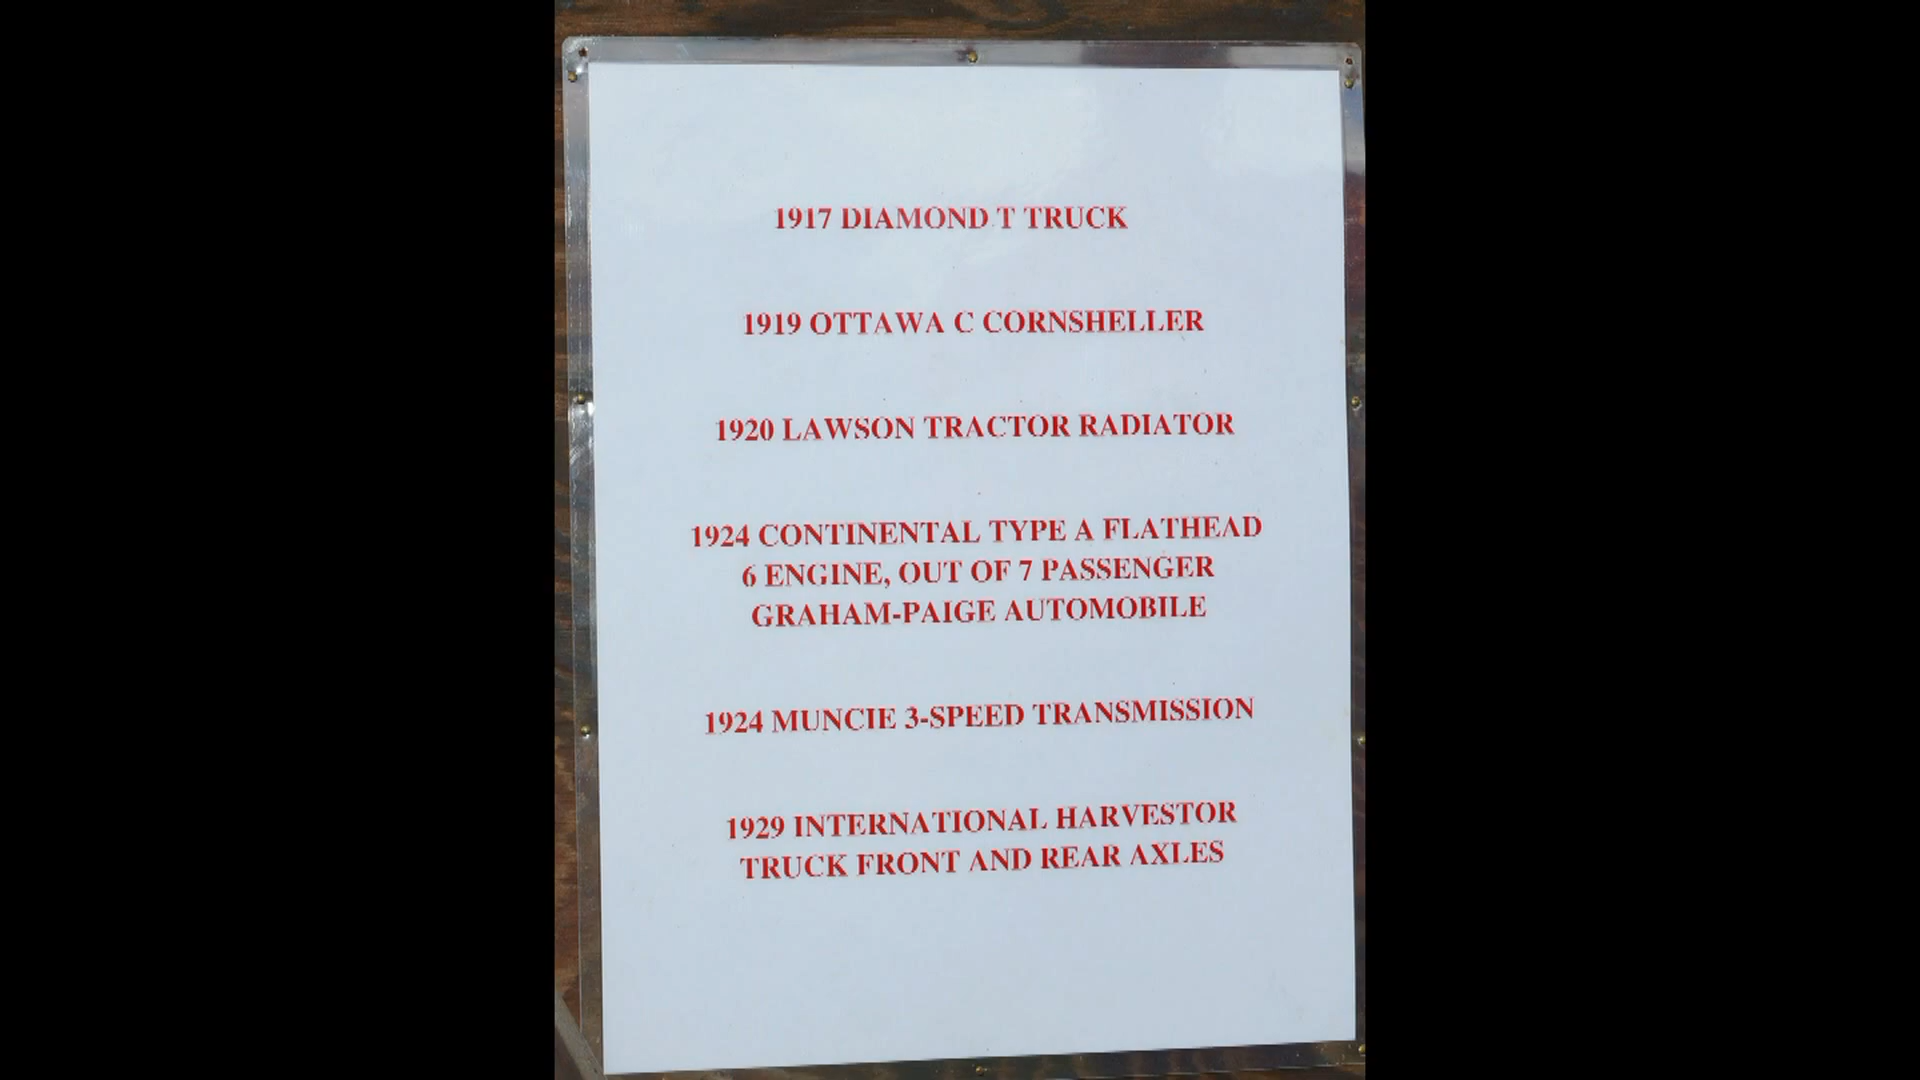 1917 DIAMOND T TRUCK
1919 OTTAWA C CORNSHELLER
1920 LAWSON TRACTOR RADIATOR
1924 CONTINENTAL TYPE A FLATHEAD
6 ENGINE, OUT OF 7 PASSENGER
GRAHAM-PAIGE AUTOMOBILE
1924 MUNCIE 3-SPEED TRANSMISSION
1929 INTERNATIONAL HARVESTOR
TRUCK FRONT AND REAR AXLES